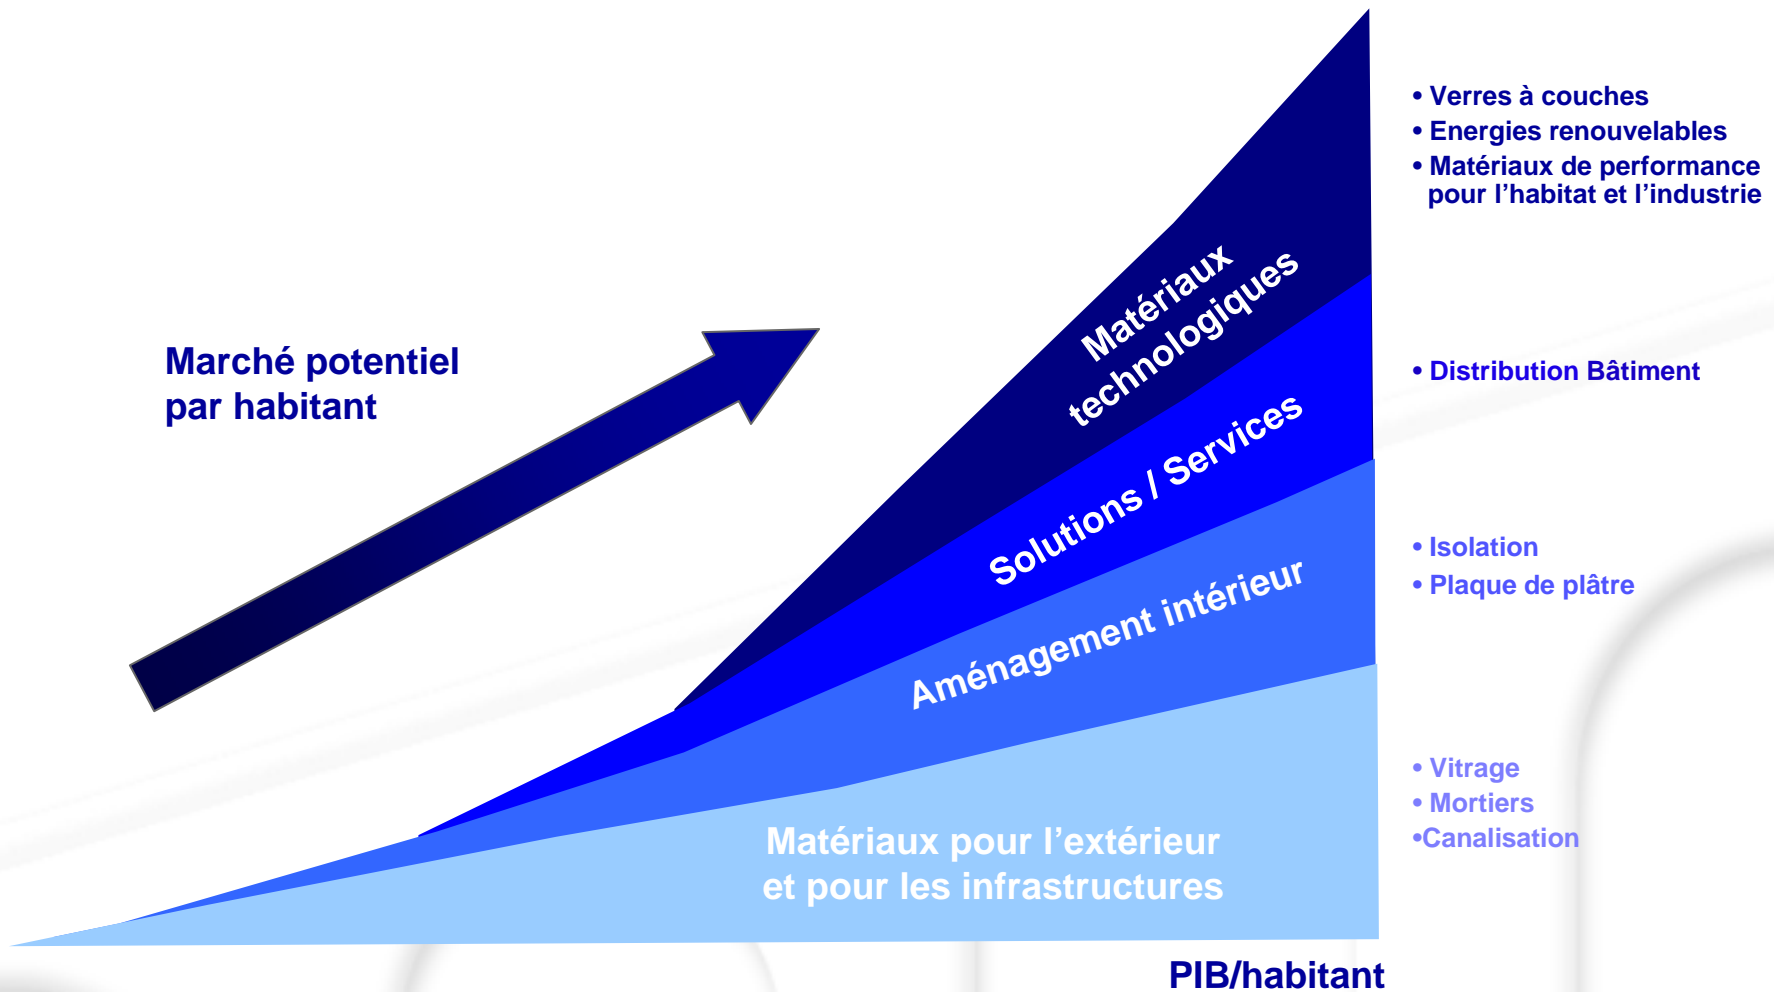 • Verres à couches
• Energies renouvelables
• Matériaux de performance
pour l’habitat et l’industrie
Matériaux
technologiques
Marché potentiel
par habitant
• Distribution Bâtiment
Solutions / Services
• Isolation
• Plaque de plâtre
Aménagement intérieur
• Vitrage
• Mortiers
•Canalisation
Matériaux pour l’extérieur
et pour les infrastructures
PIB/habitant